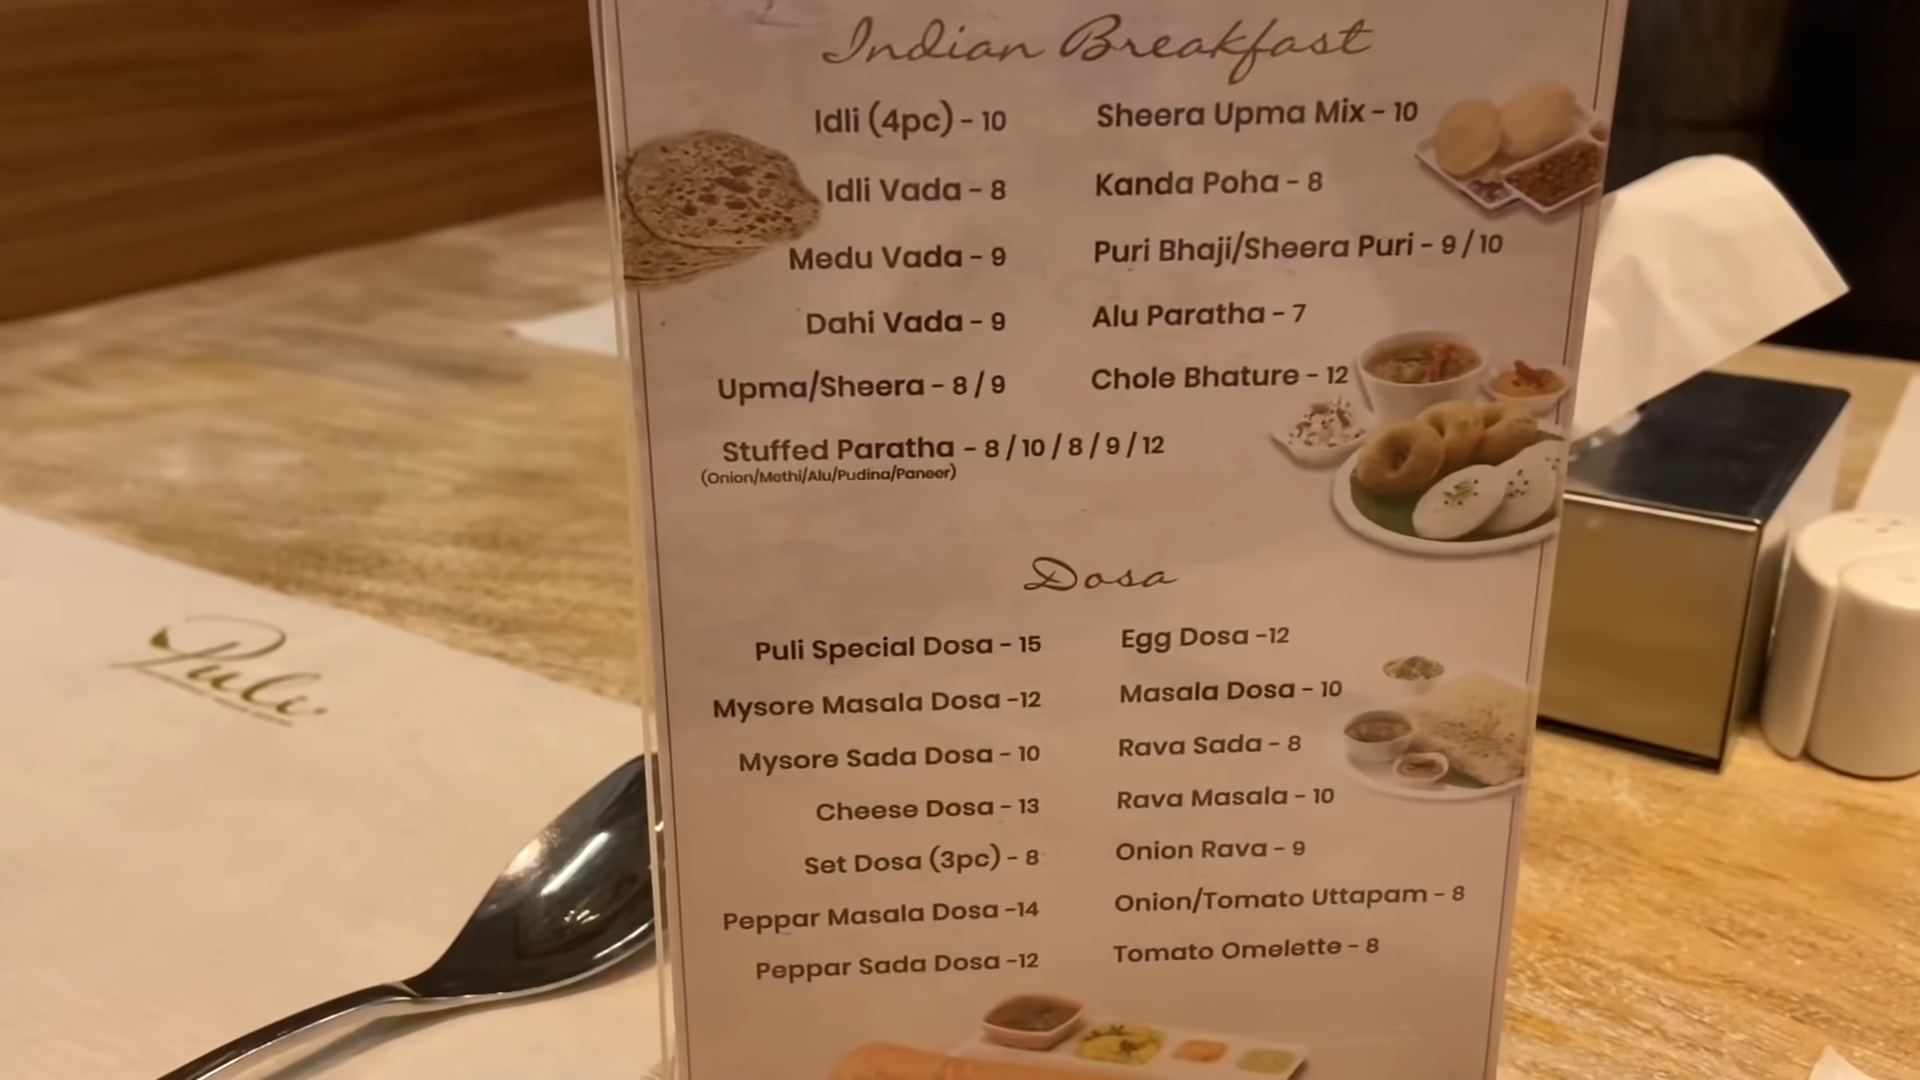 Indian Breakfast
Idli (4pc) - 10
Idli Vada - 8
Medu Vada - 9
Dahi Vada - 9
Upma/Sheera - 8 / 9
Stuffed Paratha - 8 / 10 / 8 / 9 / 12
(Onion/Methi/Alu/Pudina/Paneer)
Sheera Upma Mix - 10
Kanda Poha - 8
Puri Bhaji/Sheera Puri - 9 / 10
Alu Paratha - 7
Chole Bhature - 12
Dosa
Puli Special Dosa - 15
Mysore Masala Dosa -12
Mysore Sada Dosa - 10
Cheese Dosa - 13
Set Dosa (3pc) - 8
Peppar Masala Dosa -14
Peppar Sada Dosa -12
Egg Dosa -12
Masala Dosa - 10
Rava Sada - 8
Rava Masala - 10
Onion Rava - 9
Onion/Tomato Uttapam - 8
Tomato Omelette - 8
Puli